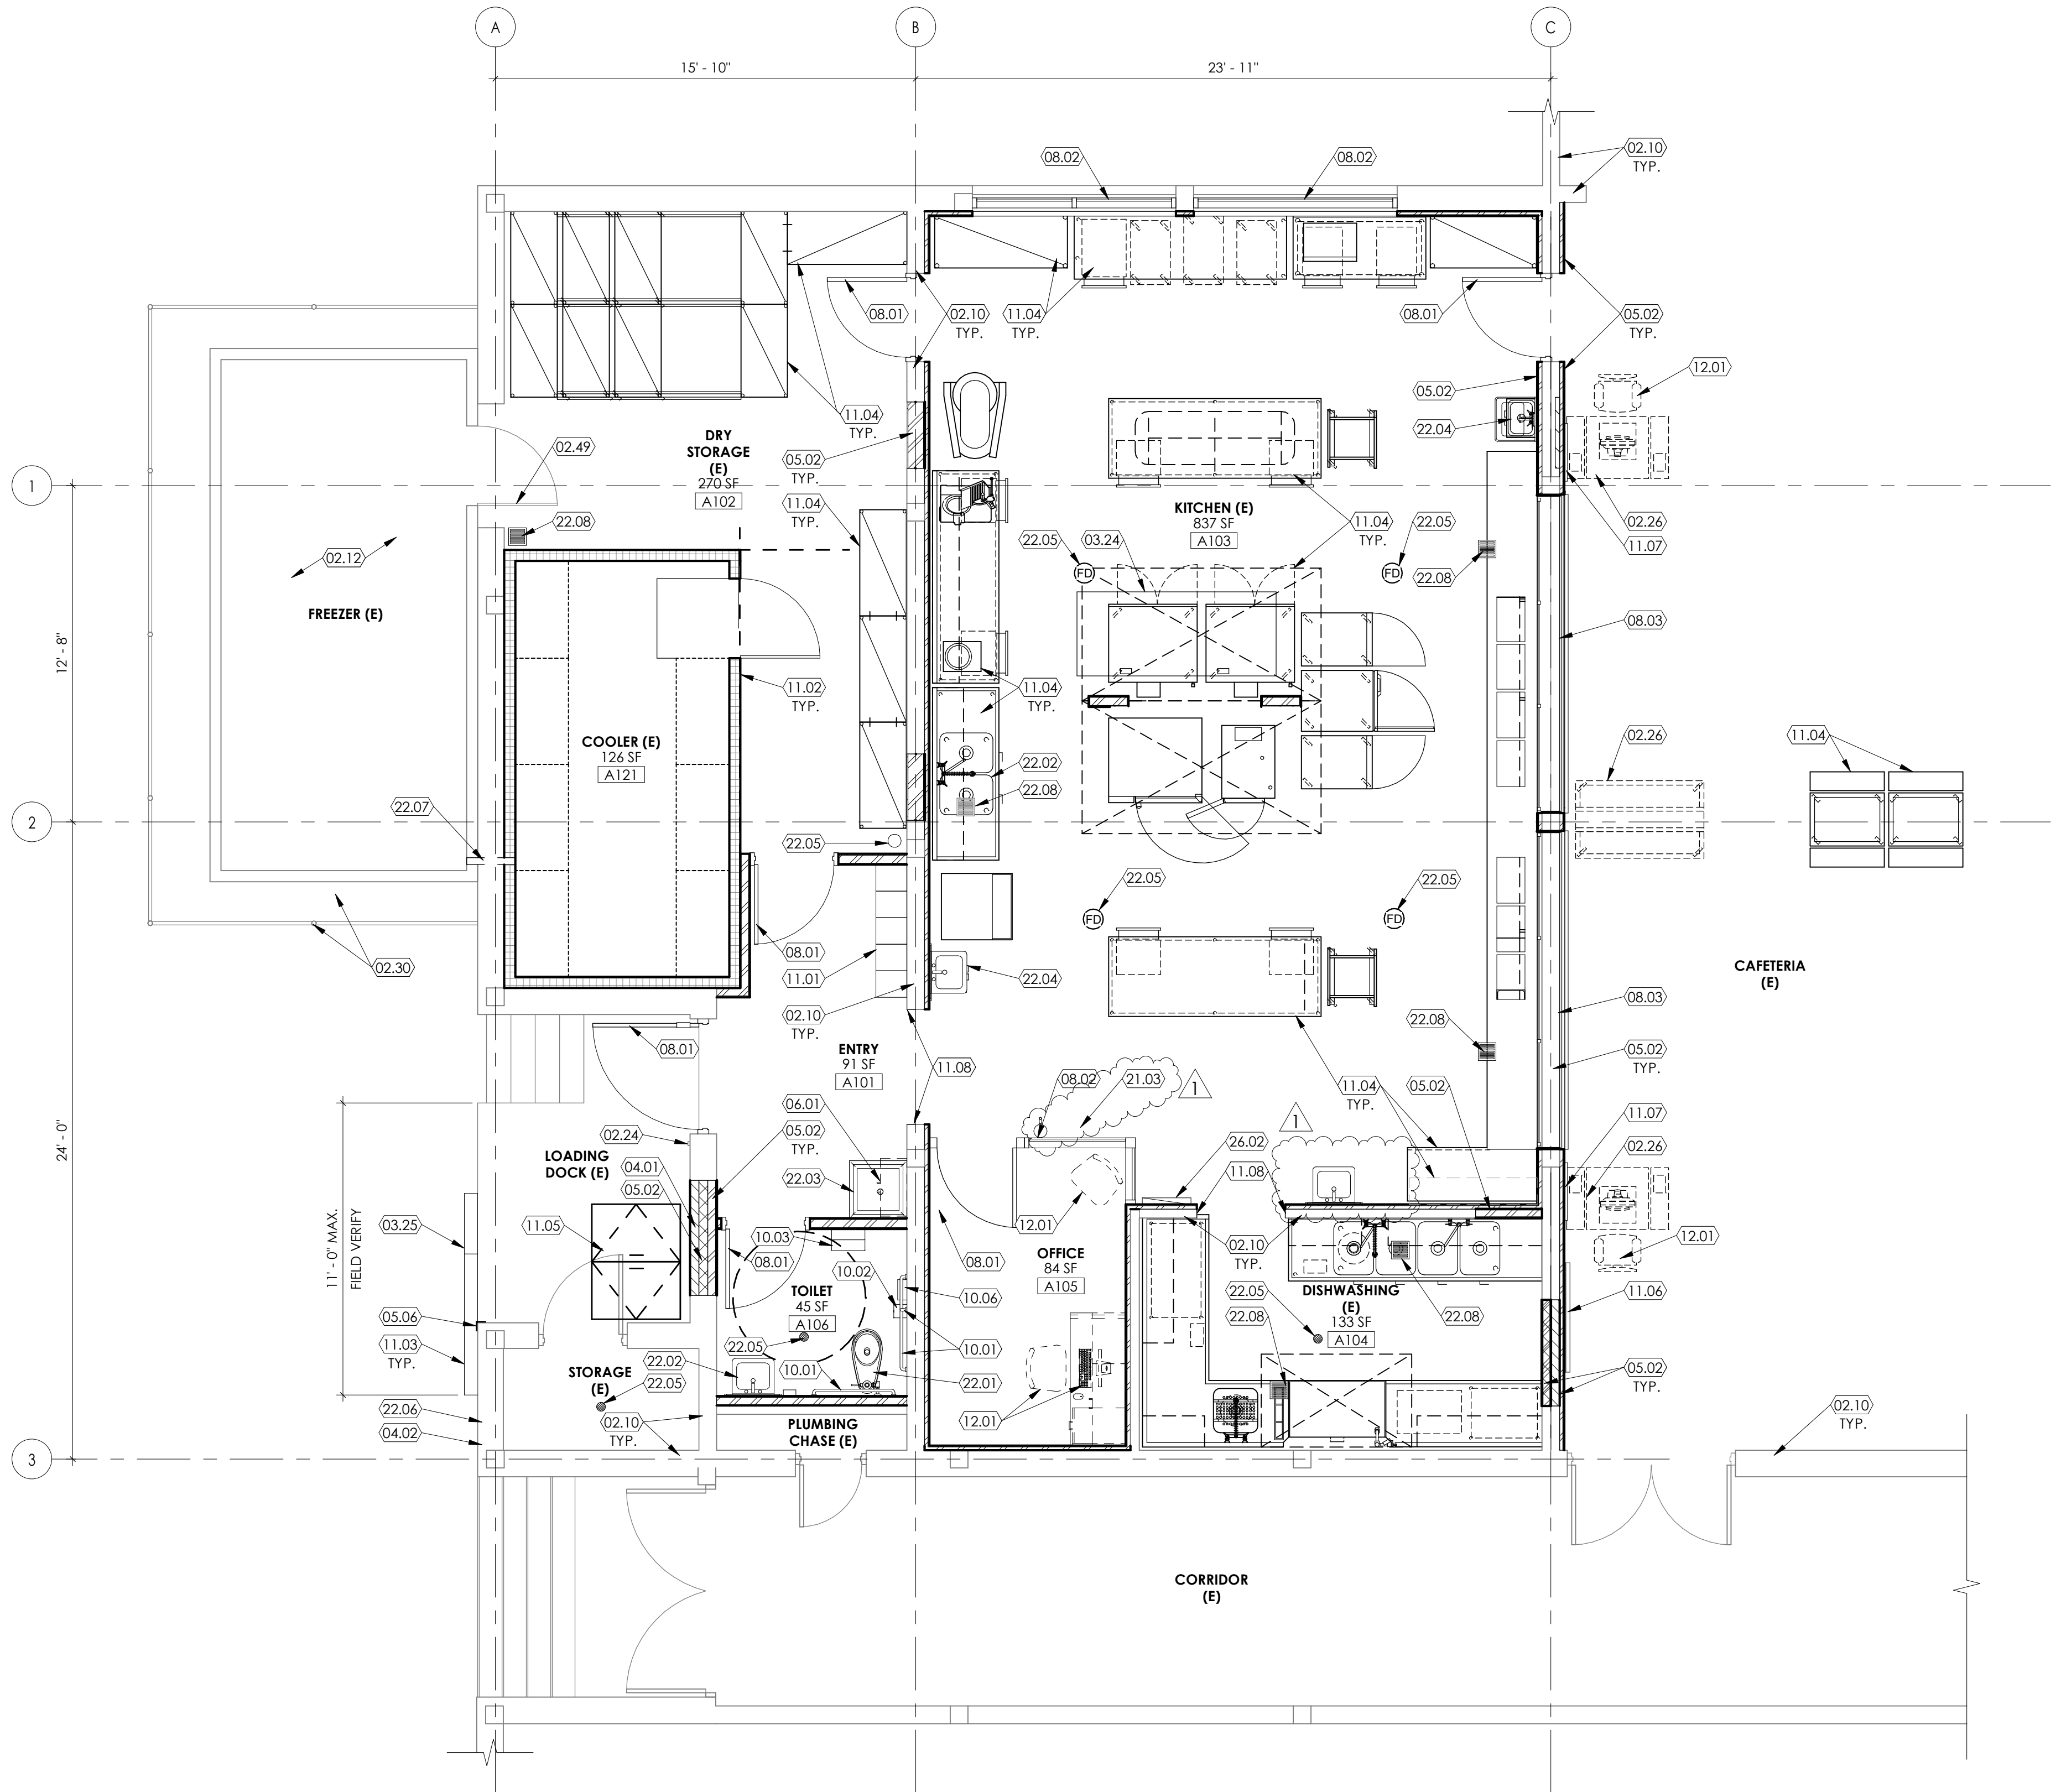 A
B
C
15' - 10"
23' - 11"
08.02
08.02
02.10
TYP.
08.01
02.10
TYP.
11.04
TYP.
08.01
05.02
TYP.
12.01
05.02
11.04
TYP.
22.04
DRY
STORAGE
(E)
270 SF
A102
02.49
05.02
TYP.
1
11.04
TYP.
KITCHEN (E)
837 SF
A103
11.04
TYP.
22.05
02.26
11.07
22.08
22.05
03.24
FD
FD
22.08
02.12
FREEZER (E)
08.03
12' - 8"
11.02
TYP.
11.04
TYP.
COOLER (E)
126 SF
A121
02.26
11.04
22.02
22.08
22.07
2
22.05
22.05
22.05
FD
FD
08.01
02.30
11.01
22.04
CAFETERIA
(E)
02.10
TYP.
08.03
22.08
08.01
ENTRY
91 SF
A101
11.08
05.02
TYP.
08.02
21.03
1
11.04
TYP.
05.02
1
06.01
05.02
TYP.
11.07
02.26
24' - 0"
02.24
LOADING
DOCK (E)
04.01
05.02
22.03
26.02
11.08
11' - 0" MAX.
FIELD VERIFY
03.25
11.05
10.03
08.01
12.01
08.01
OFFICE
84 SF
A105
02.10
TYP.
12.01
10.02
TOILET
45 SF
A106
10.06
DISHWASHING
(E)
133 SF
A104
22.05
22.08
22.08
11.06
05.06
11.03
TYP.
22.05
10.01
STORAGE
(E)
22.05
22.02
10.01
22.01
05.02
TYP.
22.06
04.02
02.10
TYP.
PLUMBING
CHASE (E)
12.01
02.10
TYP.
3
CORRIDOR
(E)